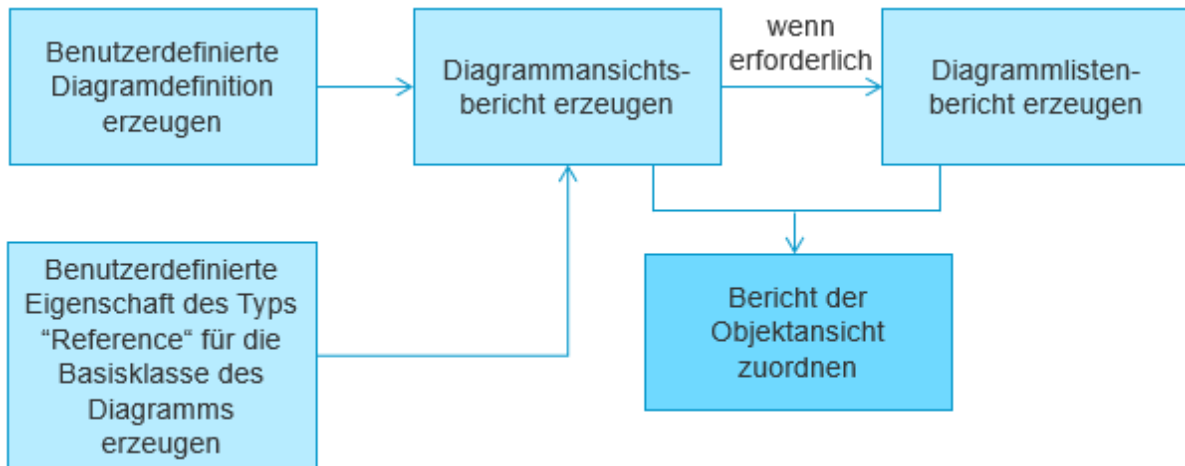 Benutzerdefinierte
Diagramdefinition
erzeugen
Diagrammansichts-
bericht erzeugen
wenn
erforderlich
Diagrammlisten-
bericht erzeugen
Benutzerdefinierte
Eigenschaft des Typs
“Reference“ für die
Basisklasse des
Diagramms
erzeugen
Bericht der
Objektansicht
zuordnen